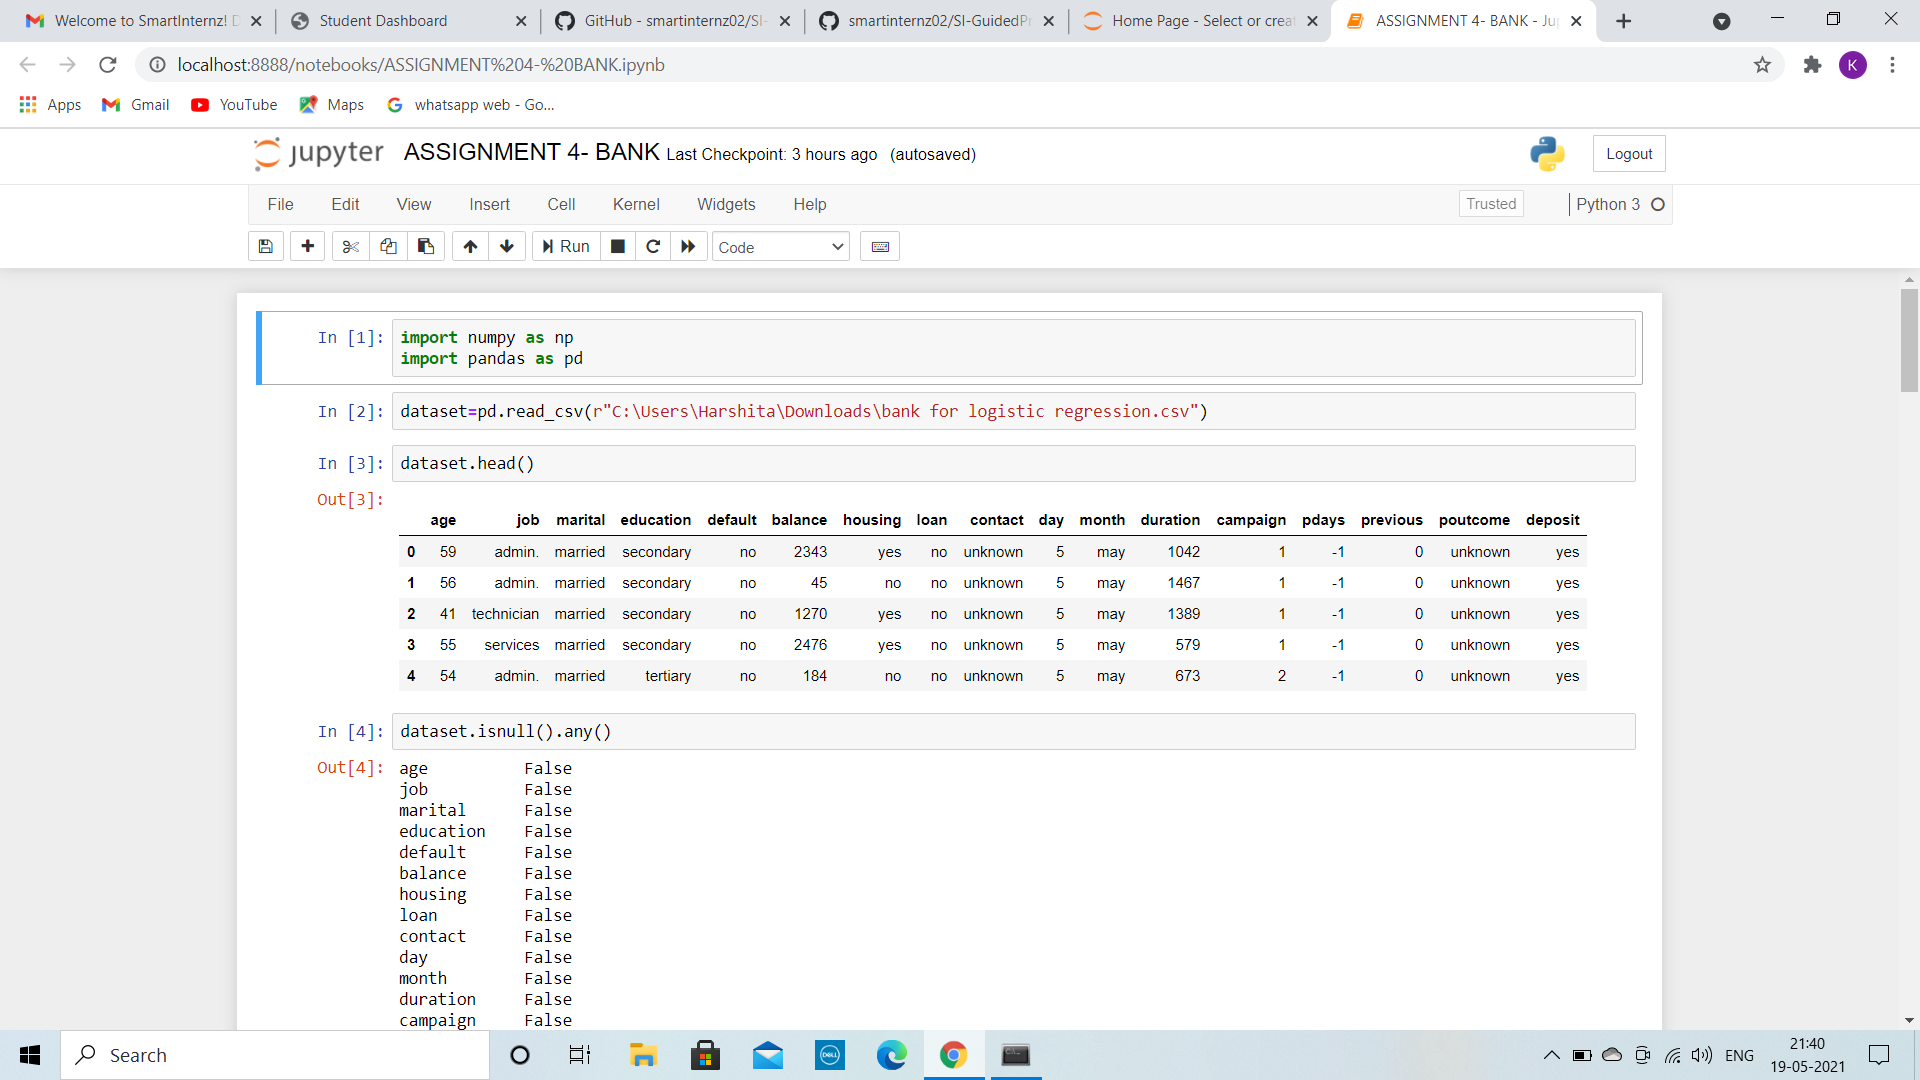 Welcome to SmartInternz! D
Student Dashboard
GitHub - smartinternz02/SI-
smartinternz02/SI-GuidedPr
Home Page - Select or creat
ASSIGNMENT 4- BANK - Ju
localhost:8888/notebooks/ASSIGNMENT%204-%20BANK.ipynb
K
Apps Gmail YouTube Maps whatsapp web - Go...
jupyter ASSIGNMENT 4- BANK Last Checkpoint: 3 hours ago (autosaved) Logout
File Edit View Insert Cell Kernel Widgets Help Trusted Python 3
Run Code
In [1]: import numpy as np
import pandas as pd
In [2]: dataset=pd.read_csv(r"C:\Users\Harshita\Downloads\bank for logistic regression.csv")
In [3]: dataset.head()
Out[3]:
age job marital education default balance housing loan contact day month duration campaign pdays previous poutcome deposit
0 59 admin. married secondary no 2343 yes no unknown 5 may 1042 1 -1 0 unknown yes
1 56 admin. married secondary no 45 no no unknown 5 may 1467 1 -1 0 unknown yes
2 41 technician married secondary no 1270 yes no unknown 5 may 1389 1 -1 0 unknown yes
3 55 services married secondary no 2476 yes no unknown 5 may 579 1 -1 0 unknown yes
4 54 admin. married tertiary no 184 no no unknown 5 may 673 2 -1 0 unknown yes
In [4]: dataset.isnull().any()
Out[4]: age False
job False
marital False
education False
default False
balance False
housing False
loan False
contact False
day False
month False
duration False
campaign False
Search
DELL
ENG
21:40
19-05-2021